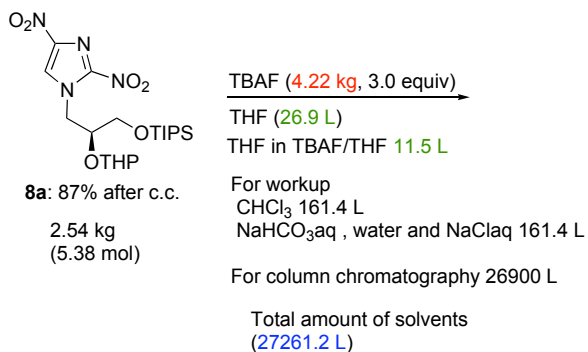 O₂N
N
NO₂
N
OTIPS
OTHP
8a: 87% after c.c.
2.54 kg
(5.38 mol)
TBAF (4.22 kg, 3.0 equiv)
THF (26.9 L)
THF in TBAF/THF 11.5 L
For workup
CHCl₃ 161.4 L
NaHCO₃aq , water and NaClaq 161.4 L
For column chromatography 26900 L
Total amount of solvents
(27261.2 L)